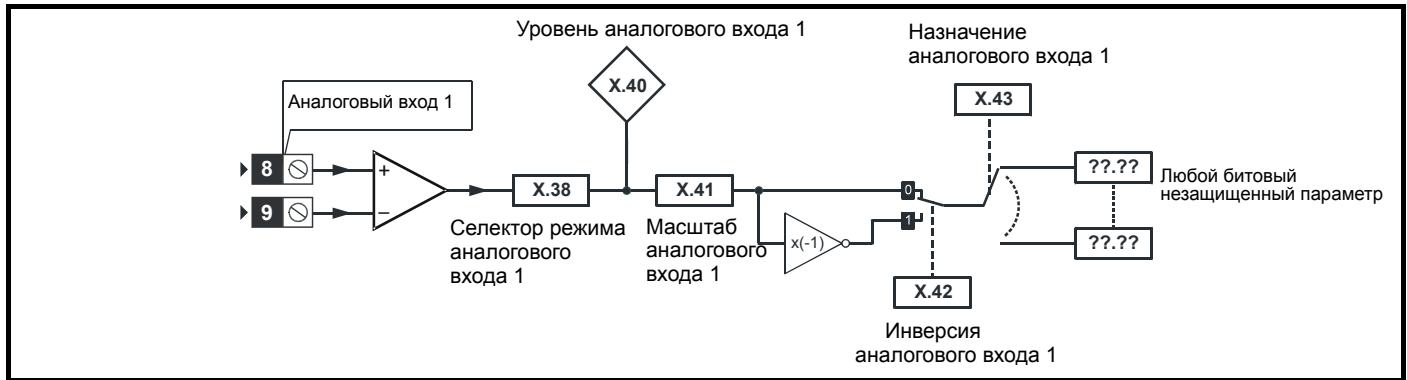 Уровень аналогового входа 1
Назначение
аналогового входа 1
X.40
X.43
Аналоговый вход 1
8
+
X.38
X.41
0
??.??
Любой битовый
незащищенный параметр
9
–
Селектор режима
аналогового
входа 1
Масштаб
аналогового
входа 1
x(-1)
1
??.??
X.42
Инверсия
аналогового входа 1